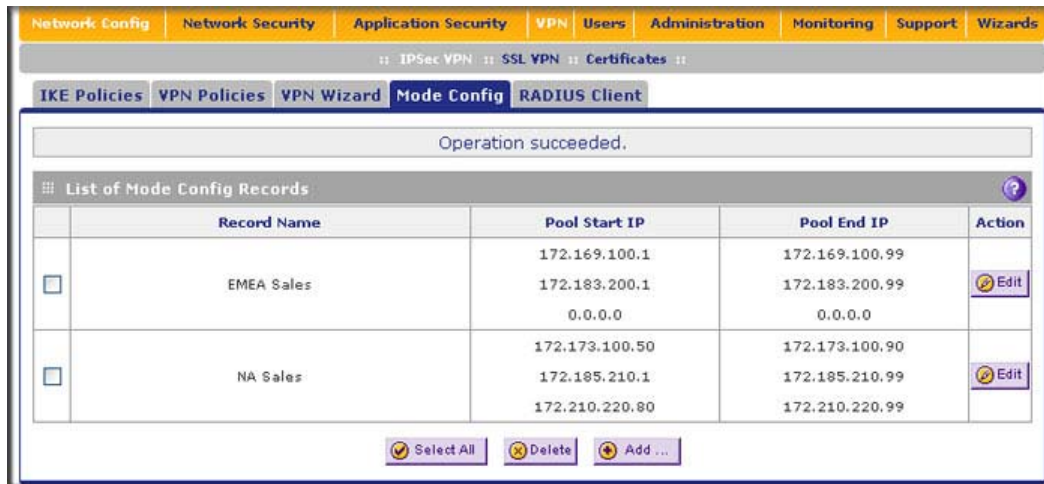 Network Config Network Security Application Security VPN Users Administration Monitoring Support Wizards
:: IPSec VPN :: SSL VPN :: Certificates ::
IKE Policies VPN Policies VPN Wizard Mode Config RADIUS Client
Operation succeeded.
List of Mode Config Records ?
Record Name Pool Start IP Pool End IP Action
172.169.100.1 172.169.100.99
EMEA Sales 172.183.200.1 172.183.200.99 Edit
0.0.0.0 0.0.0.0
172.173.100.50 172.173.100.90
NA Sales 172.185.210.1 172.185.210.99 Edit
172.210.220.80 172.210.220.99
Select All Delete Add ...